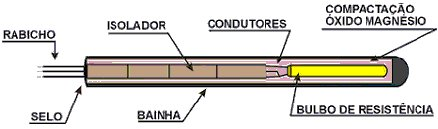 RABICHO
ISOLADOR
CONDUTORES
COMPACTAÇÃO
ÓXIDO MAGNÉSIO
SELO
BAINHA
BULBO DE RESISTÊNCIA